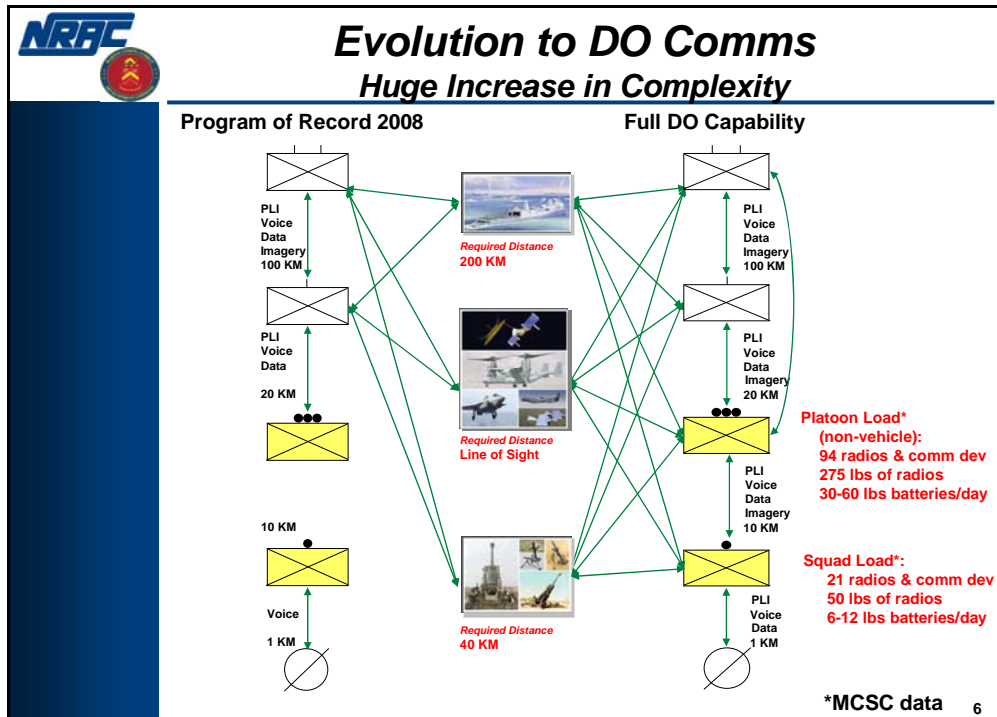 NRAC
Evolution to DO Comms
Huge Increase in Complexity
Program of Record 2008
Full DO Capability
PLI
Voice
Data
Imagery
100 KM
PLI
Voice
Data
20 KM
10 KM
Voice
1 KM
Required Distance
200 KM
Required Distance
Line of Sight
Required Distance
40 KM
PLI
Voice
Data
Imagery
100 KM
PLI
Voice
Data
Imagery
20 KM
PLI
Voice
Data
Imagery
10 KM
PLI
Voice
Data
1 KM
Platoon Load*
(non-vehicle):
94 radios & comm dev
275 lbs of radios
30-60 lbs batteries/day
Squad Load*:
21 radios & comm dev
50 lbs of radios
6-12 lbs batteries/day
*MCSC data
6